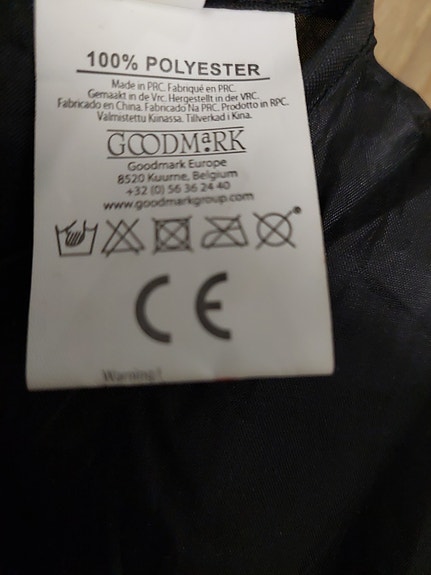 100% POLYESTER
Made in PRC. Fabriqué en PRC.
Gemaakt in de Vrc. Hergestellt in der VRC.
Fabricado en China. Fabricado Na PRC. Prodotto in RPC.
Valmistettu Kiinassa. Tillverkad i Kina.
GOODMaRK
Goodmark Europe
8520 Kuurne, Belgium
+32 (0) 56 36 24 40
www.goodmarkgroup.com
CE
Warning!